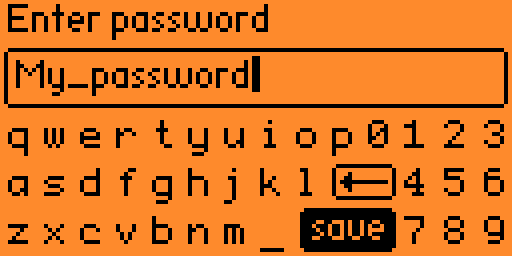 Enter password
My_password
q w e r t y u i o p 0 1 2 3
a s d f g h j k l 4 5 6
z x c v b n m _ save 7 8 9